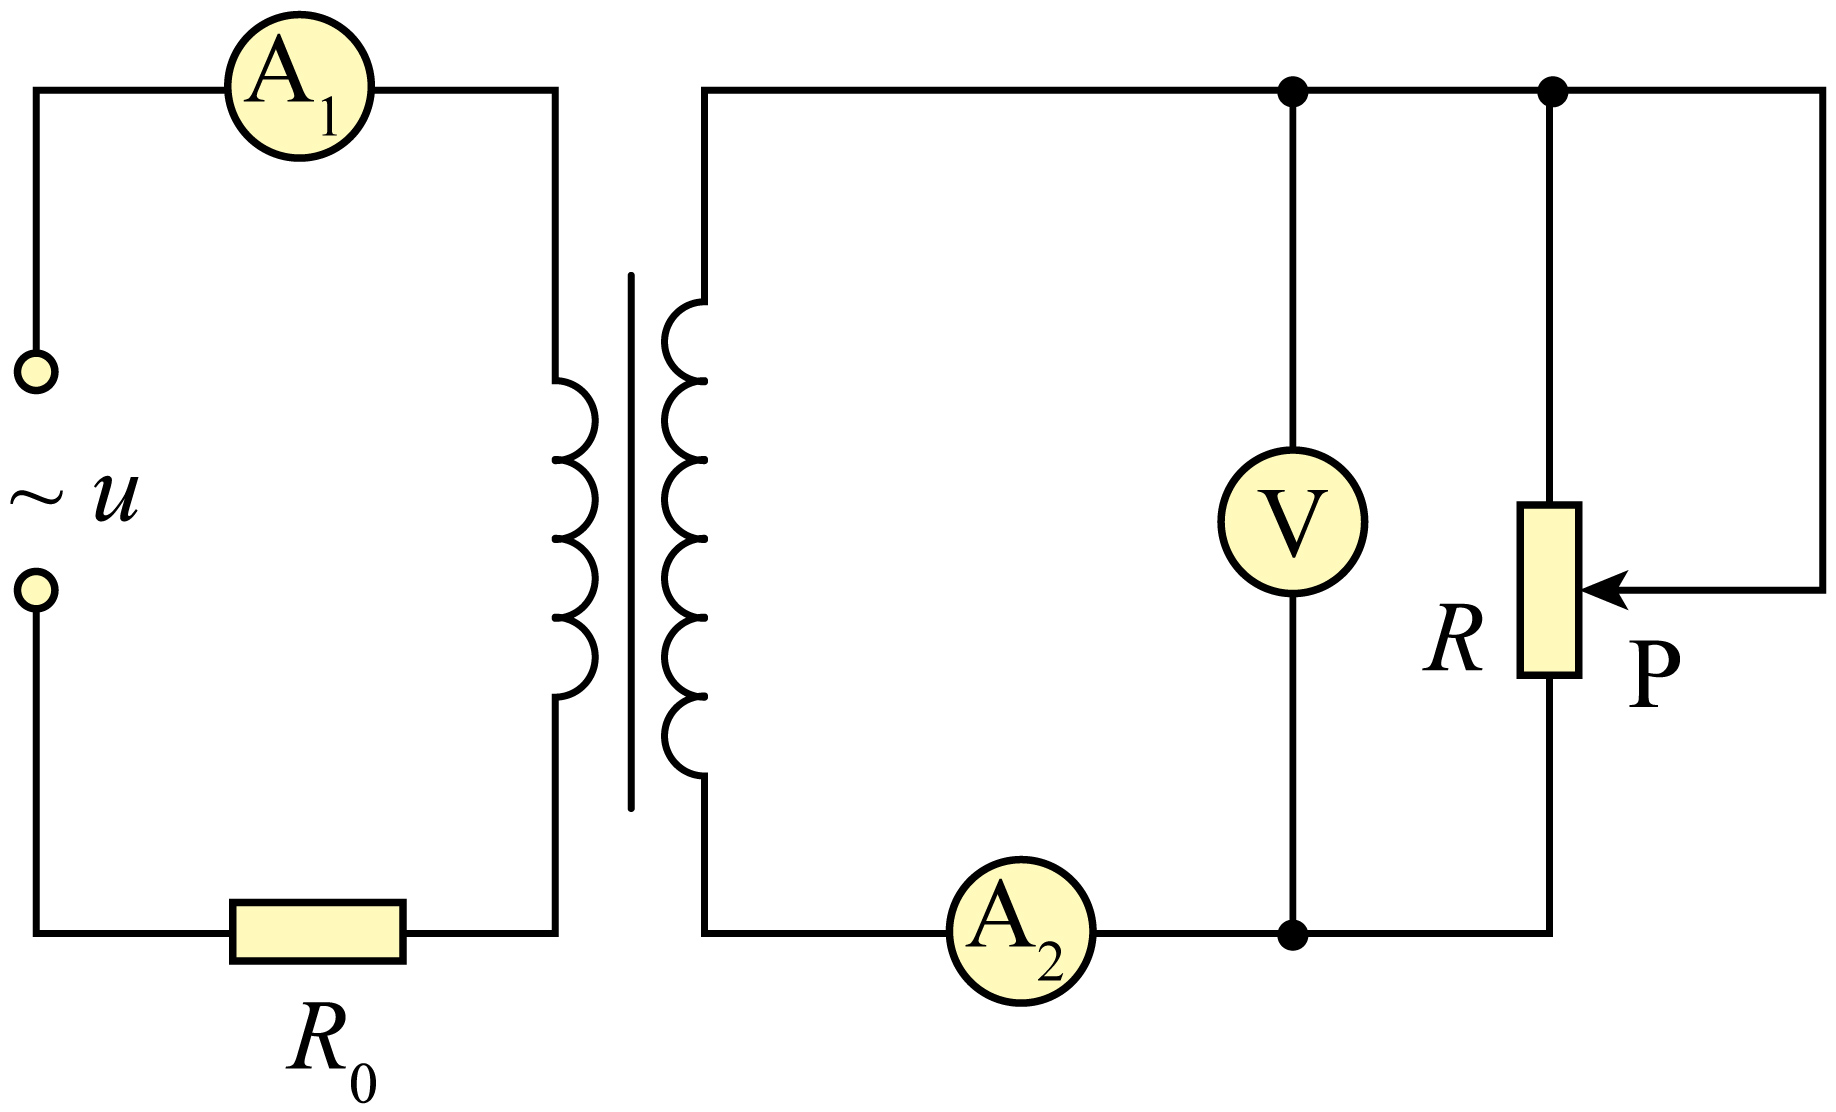 A₁
~ u
V
R
P
A₂
R₀